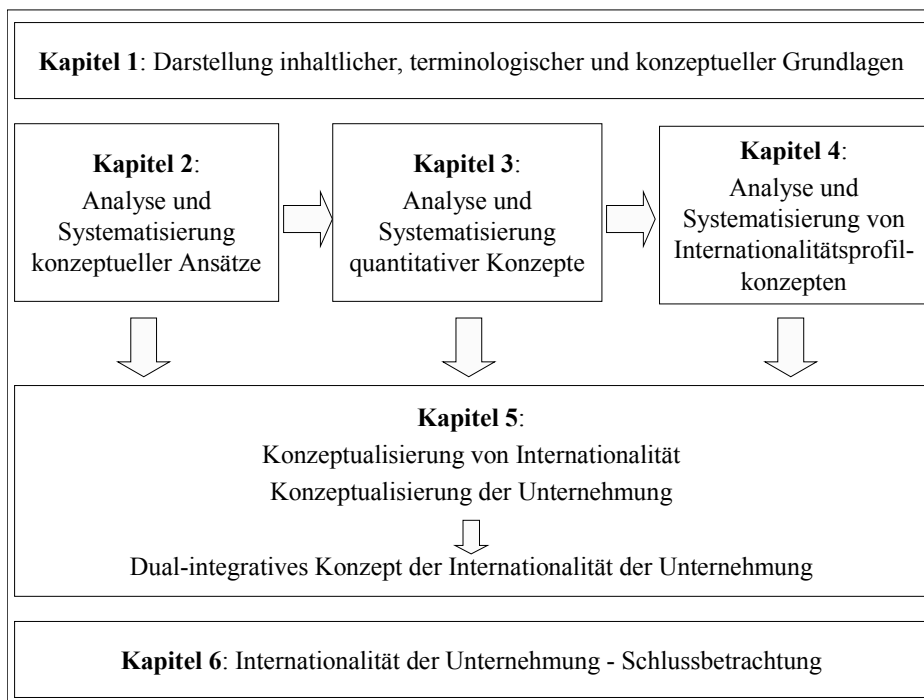 Kapitel 1: Darstellung inhaltlicher, terminologischer und konzeptueller Grundlagen
Kapitel 2:
Analyse und
Systematisierung
konzeptueller Ansätze
Kapitel 3:
Analyse und
Systematisierung
quantitativer Konzepte
Kapitel 4:
Analyse und
Systematisierung von
Internationalitätsprofil-
konzepten
Kapitel 5:
Konzeptualisierung von Internationalität
Konzeptualisierung der Unternehmung
Dual-integratives Konzept der Internationalität der Unternehmung
Kapitel 6: Internationalität der Unternehmung - Schlussbetrachtung